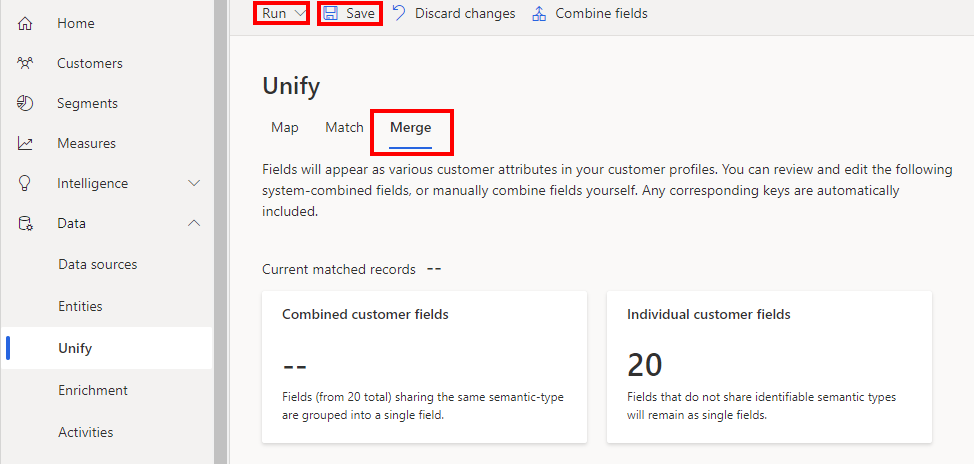 Home
Customers
Segments
Measures
Intelligence
Data
Data sources
Entities
Unify
Enrichment
Activities
Run Save Discard changes Combine fields
Unify
Map Match Merge
Fields will appear as various customer attributes in your customer profiles. You can review and edit the following
system-combined fields, or manually combine fields yourself. Any corresponding keys are automatically
included.
Current matched records --
Combined customer fields
--
Fields (from 20 total) sharing the same semantic-type
are grouped into a single field.
Individual customer fields
20
Fields that do not share identifiable semantic types
will remain as single fields.